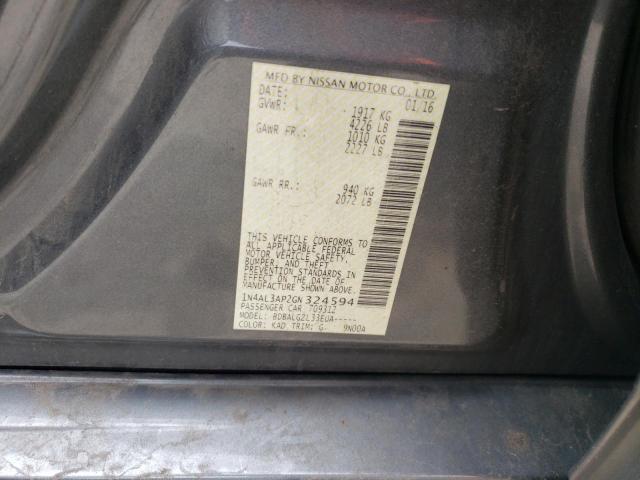 MFD BY NISSAN MOTOR CO., LTD.
DATE: 01.16
GVWR: 1917 KG
4226 LB
GAWR FR.: 1010 KG
2227 LB
GAWR RR.: 940 KG
2072 LB
THIS VEHICLE CONFORMS TO
ALL APPLICABLE FEDERAL
MOTOR VEHICLE SAFETY,
BUMPER, AND THEFT
PREVENTION STANDARDS IN
EFFECT ON THE DATE OF
MANUFACTURE SHOWN ABOVE.
1N4AL3AP2GN324594
PASSENGER CAR 709312
MODEL: BDBALG2L33EUA-----
COLOR: KAD TRIM: G- 9N00A